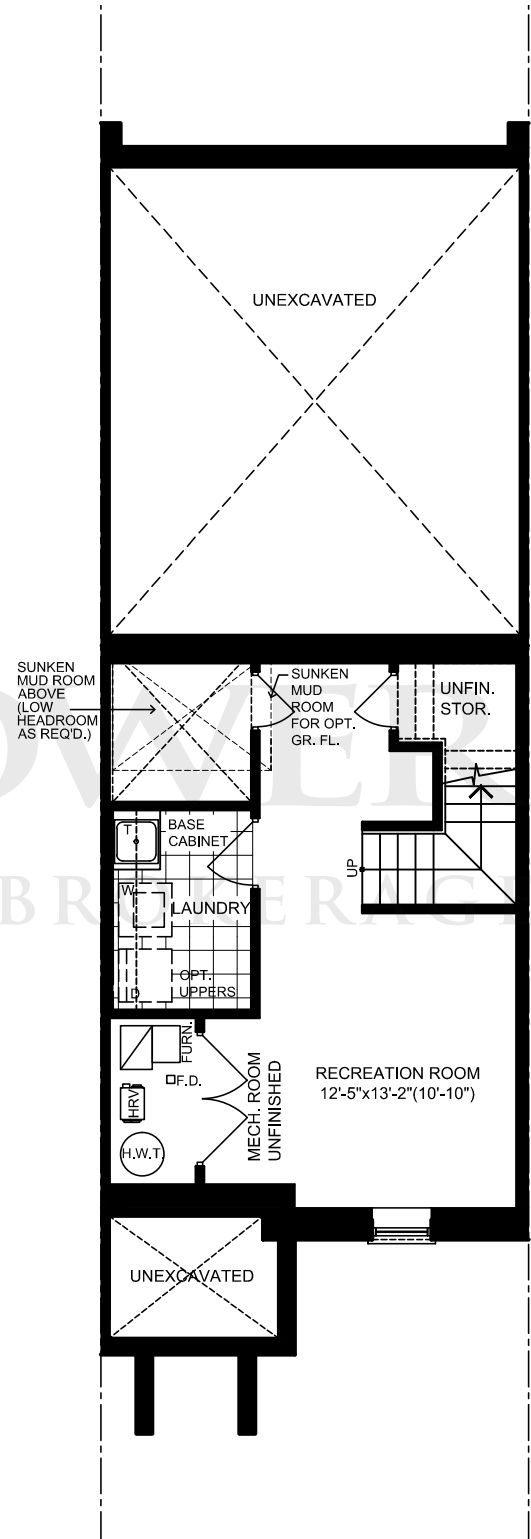 UNEXCAVATED
SUNKEN
MUD ROOM
ABOVE
(LOW
HEADROOM
AS REQ'D.)
SUNKEN
MUD
ROOM
FOR OPT.
GR. FL.
UNFIN.
STOR.
OWER
T
BASE
CABINET
UP
W
LAUNDRY
BROKERAGE
D
OPT.
UPPERS
FURN.
F.D.
HRV
H.W.T.
MECH. ROOM
UNFINISHED
RECREATION ROOM
12'-5"x13'-2"(10'-10")
UNEXCAVATED